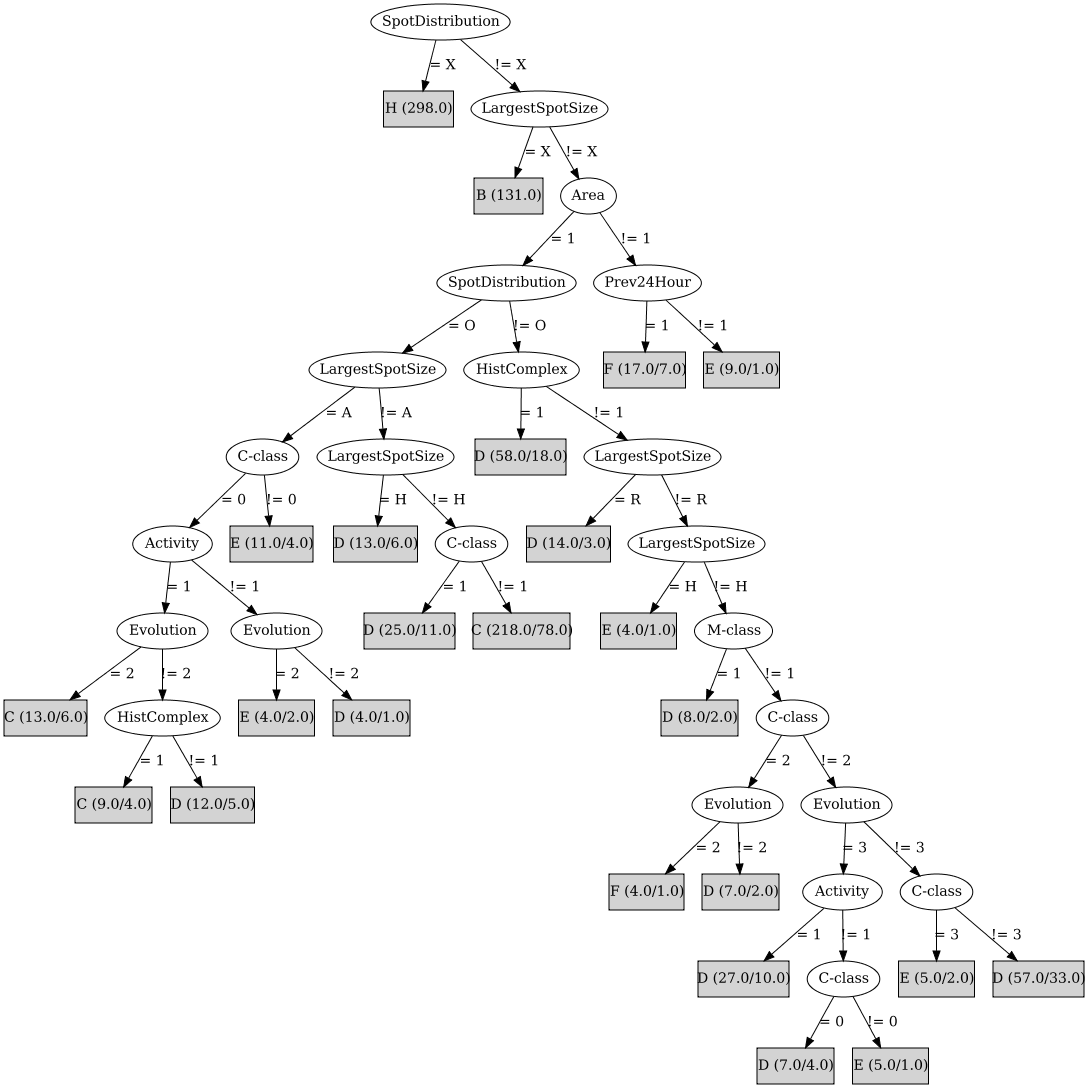 SpotDistribution
= X
!= X
H (298.0)
LargestSpotSize
= X
!= X
B (131.0)
Area
= 1
!= 1
SpotDistribution
Prev24Hour
= O
!= O
= 1
!= 1
LargestSpotSize
HistComplex
F (17.0/7.0)
E (9.0/1.0)
= A
!= A
= 1
!= 1
C-class
LargestSpotSize
D (58.0/18.0)
LargestSpotSize
= 0
!= 0
= H
!= H
= R
!= R
Activity
E (11.0/4.0)
D (13.0/6.0)
C-class
D (14.0/3.0)
LargestSpotSize
= 1
!= 1
= 1
!= 1
= H
!= H
Evolution
Evolution
D (25.0/11.0)
C (218.0/78.0)
E (4.0/1.0)
M-class
= 2
!= 2
= 2
!= 2
= 1
!= 1
C (13.0/6.0)
HistComplex
E (4.0/2.0)
D (4.0/1.0)
D (8.0/2.0)
C-class
= 1
!= 1
= 2
!= 2
C (9.0/4.0)
D (12.0/5.0)
Evolution
Evolution
= 2
!= 2
= 3
!= 3
F (4.0/1.0)
D (7.0/2.0)
Activity
C-class
= 1
!= 1
= 3
!= 3
D (27.0/10.0)
C-class
E (5.0/2.0)
D (57.0/33.0)
= 0
!= 0
D (7.0/4.0)
E (5.0/1.0)